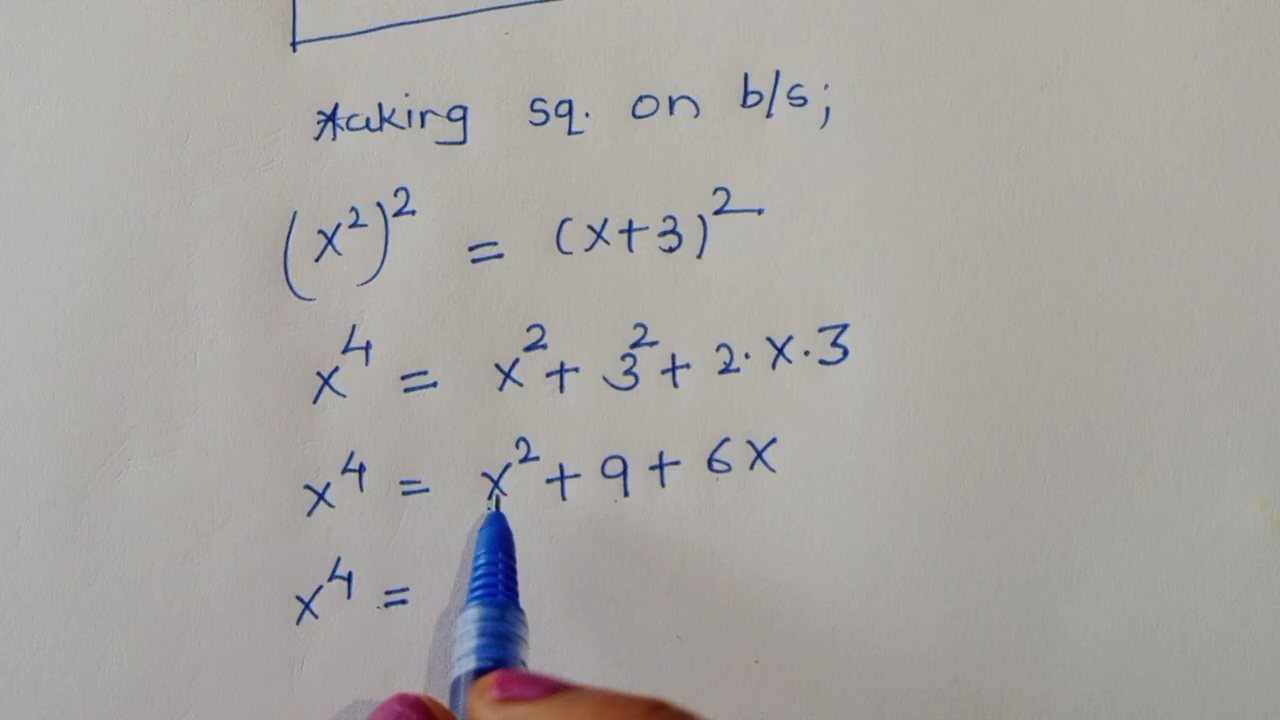 taking sq. on b/s;
(x²)² = (x+3)²
x⁴ = x² + 3² + 2·x·3
x⁴ = x² + 9 + 6x
x⁴ =